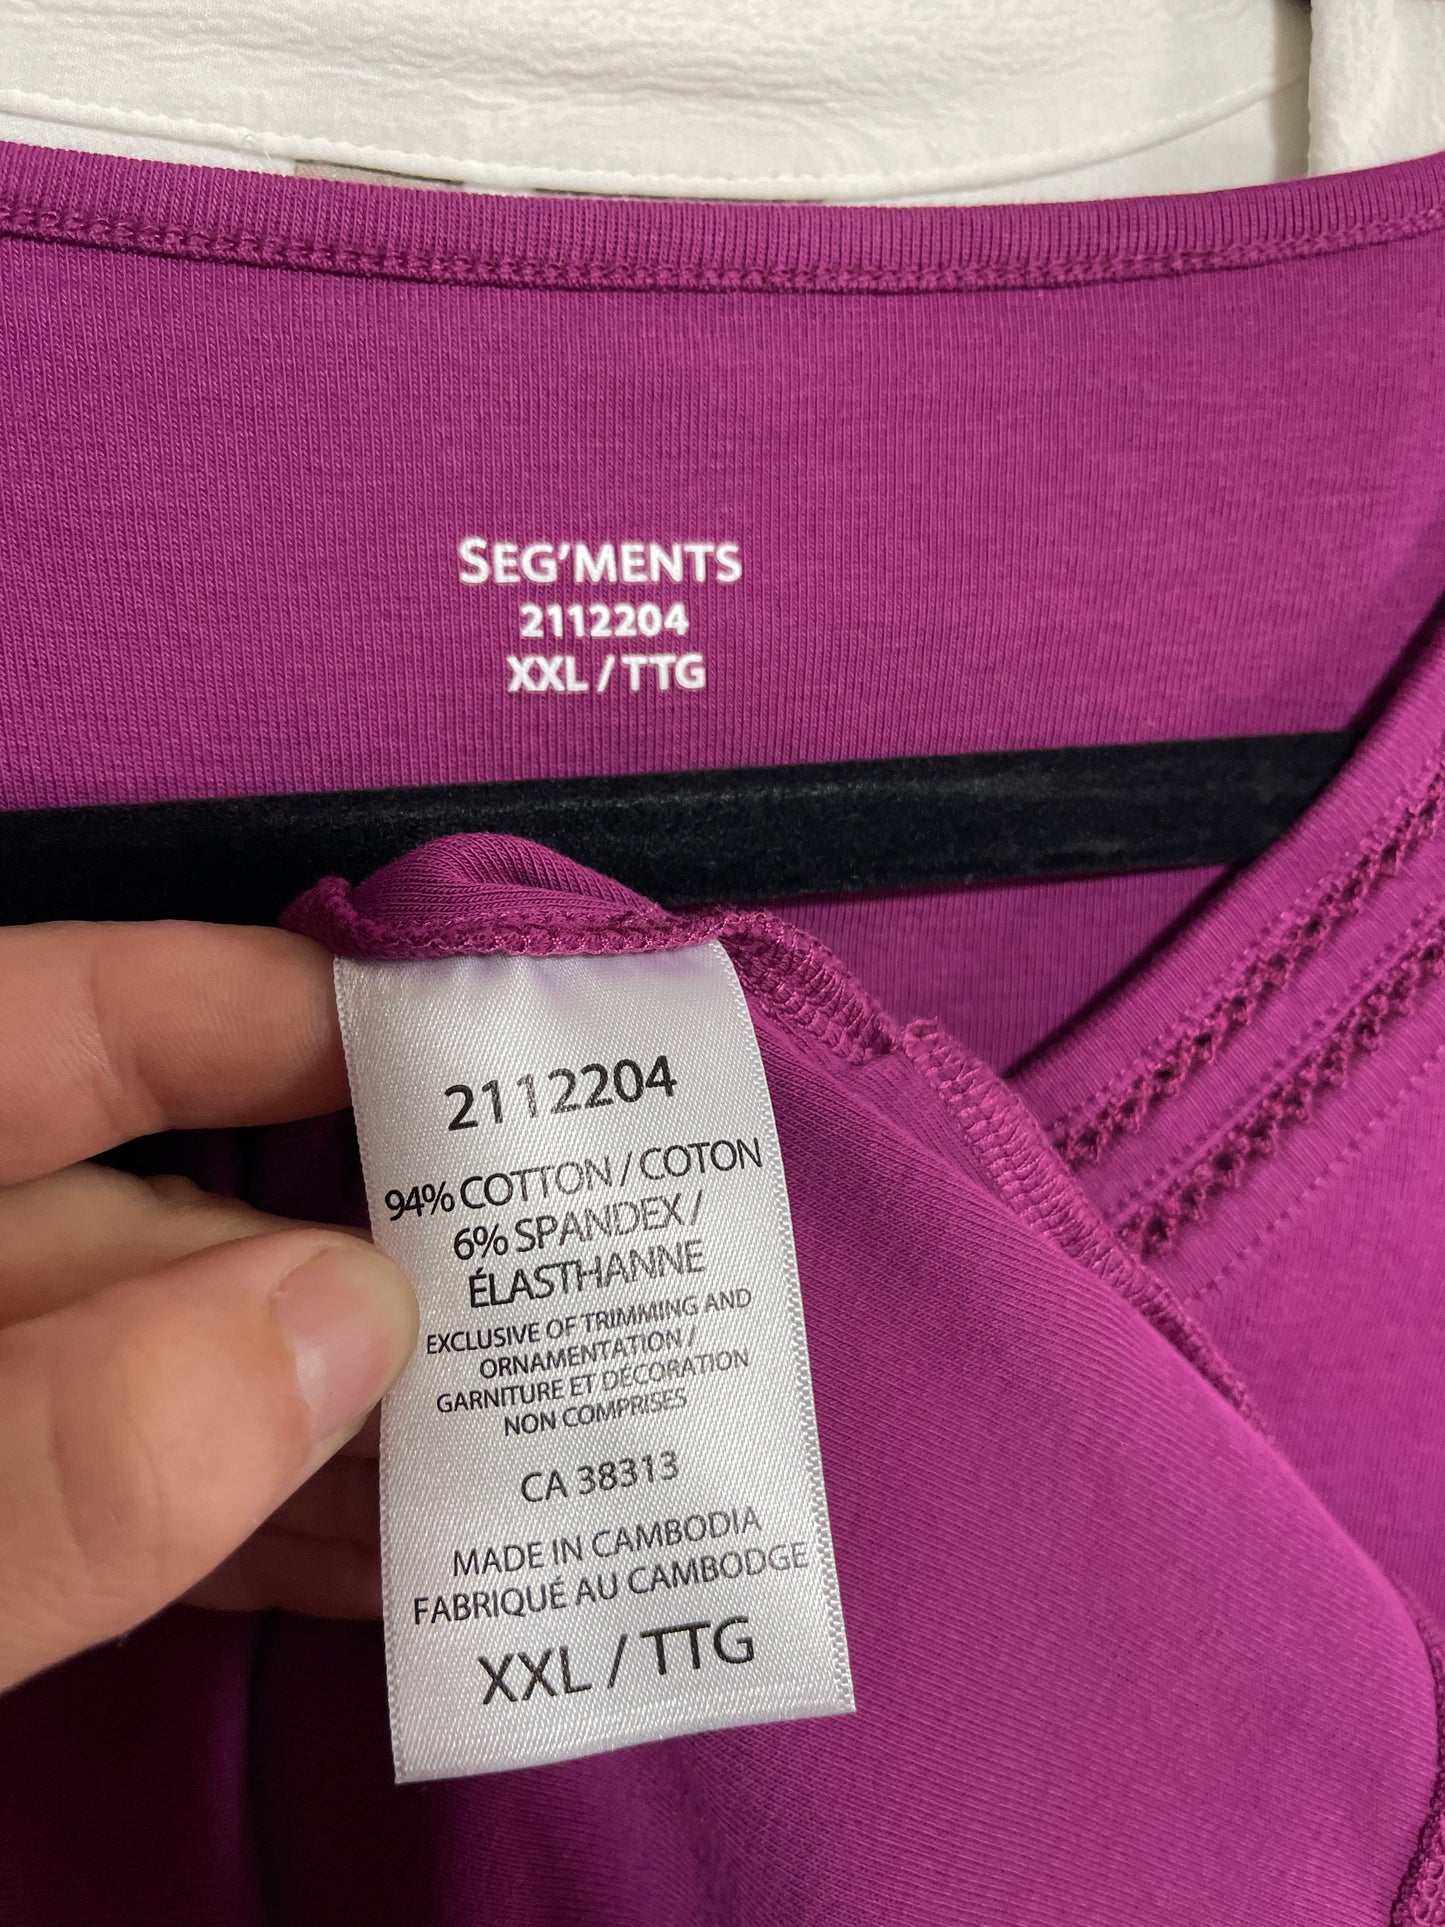 SEG'MENTS
2112204
XXL / TTG
2112204
94% COTTON / COTON
6% SPANDEX /
ÉLASTHANNE
EXCLUSIVE OF TRIMMING AND
ORNAMENTATION /
GARNITURE ET DÉCORATION
NON COMPRISES
CA 38313
MADE IN CAMBODIA
FABRIQUÉ AU CAMBODGE
XXL / TTG